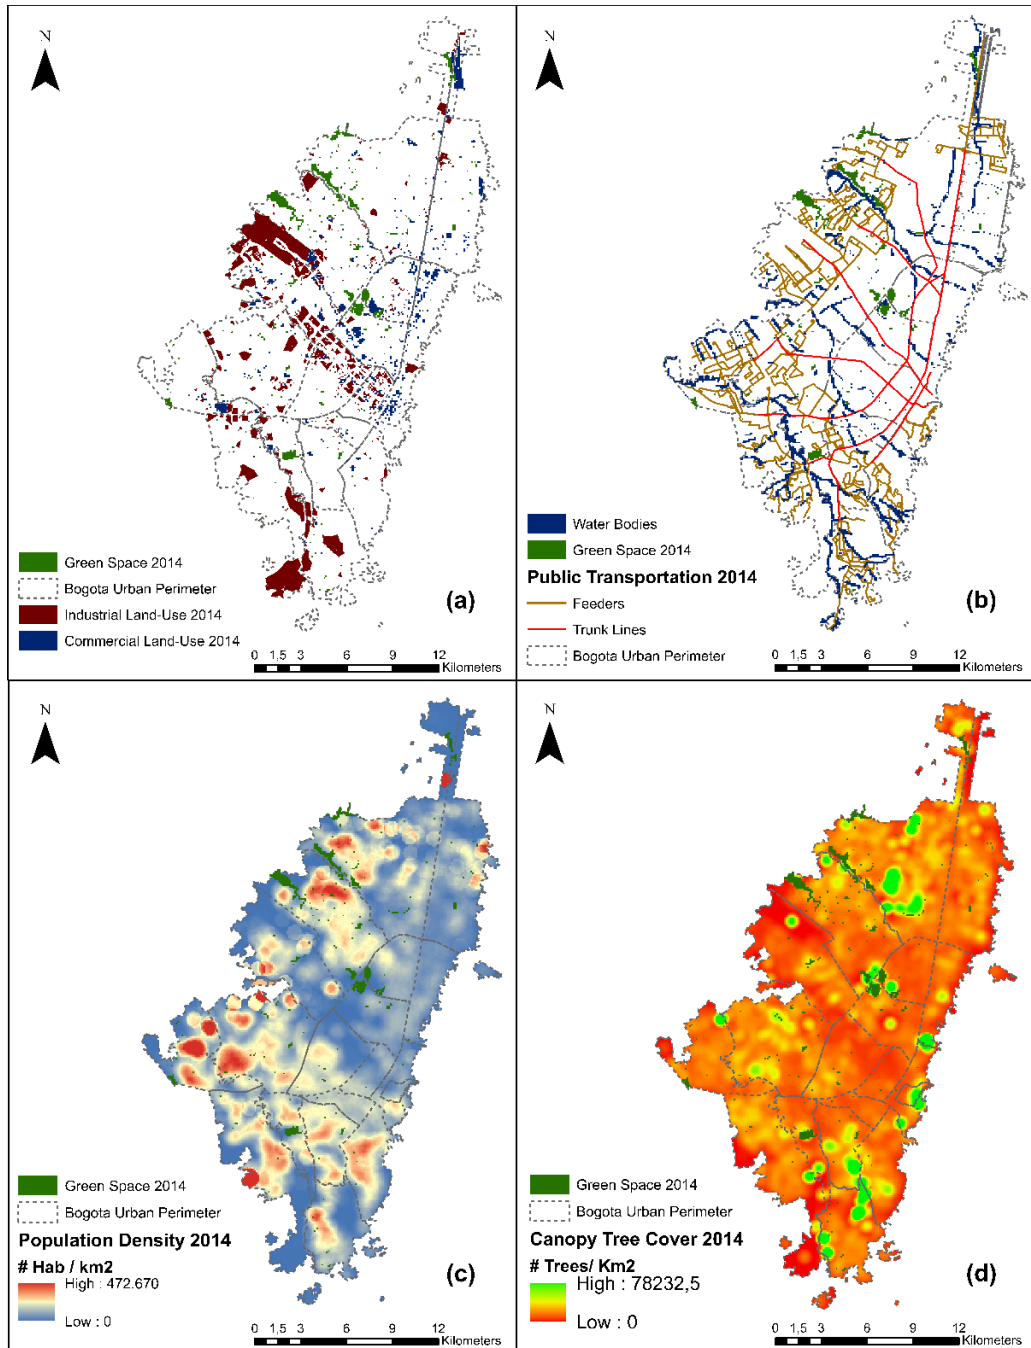 N
Green Space 2014
Bogota Urban Perimeter
Industrial Land-Use 2014
Commercial Land-Use 2014
(a)
0 1,5 3 6 9 12
Kilometers
N
Water Bodies
Green Space 2014
Public Transportation 2014
Feeders
Trunk Lines
Bogota Urban Perimeter
(b)
0 1,5 3 6 9 12
Kilometers
N
Green Space 2014
Bogota Urban Perimeter
Population Density 2014
# Hab / km2
High : 472.670
Low : 0
(c)
0 1,5 3 6 9 12
Kilometers
N
Green Space 2014
Bogota Urban Perimeter
Canopy Tree Cover 2014
# Trees/ Km2
High : 78232,5
Low : 0
(d)
0 1,5 3 6 9 12
Kilometers